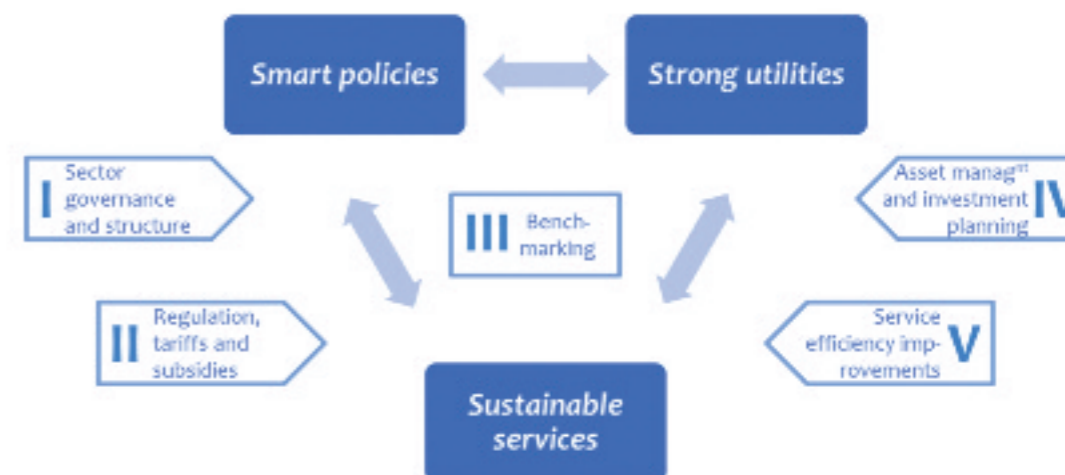 Smart policies
Strong utilities
I
Sector
governance
and structure
III
Bench-
marking
Asset managᵐᵗ
and investment
planning
IV
II
Regulation,
tariffs and
subsidies
Service
efficiency imp-
rovements
V
Sustainable
services